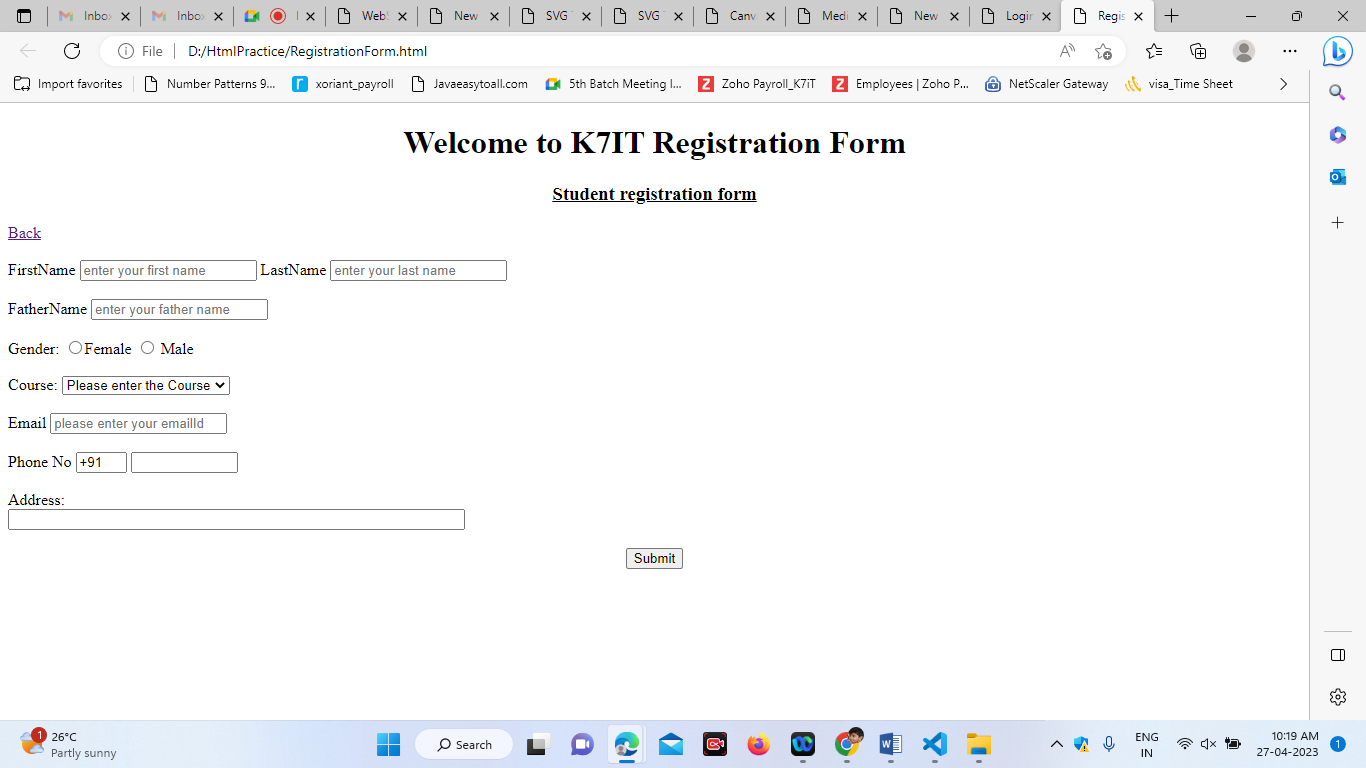 Inbox Inbox WebS New SVG SVG Canv Medi New Login Regis
File D:/HtmlPractice/RegistrationForm.html
Import favorites Number Patterns 9... xoriant_payroll Javaeasytoall.com 5th Batch Meeting I... Zoho Payroll_K7iT Employees | Zoho P... NetScaler Gateway visa_Time Sheet
Welcome to K7IT Registration Form
Student registration form
Back
FirstName enter your first name LastName enter your last name
FatherName enter your father name
Gender: Female Male
Course: Please enter the Course
Email please enter your emailId
Phone No +91
Address:
Submit
1 26°C
Partly sunny
Search
ENG
IN
10:19 AM
27-04-2023
1